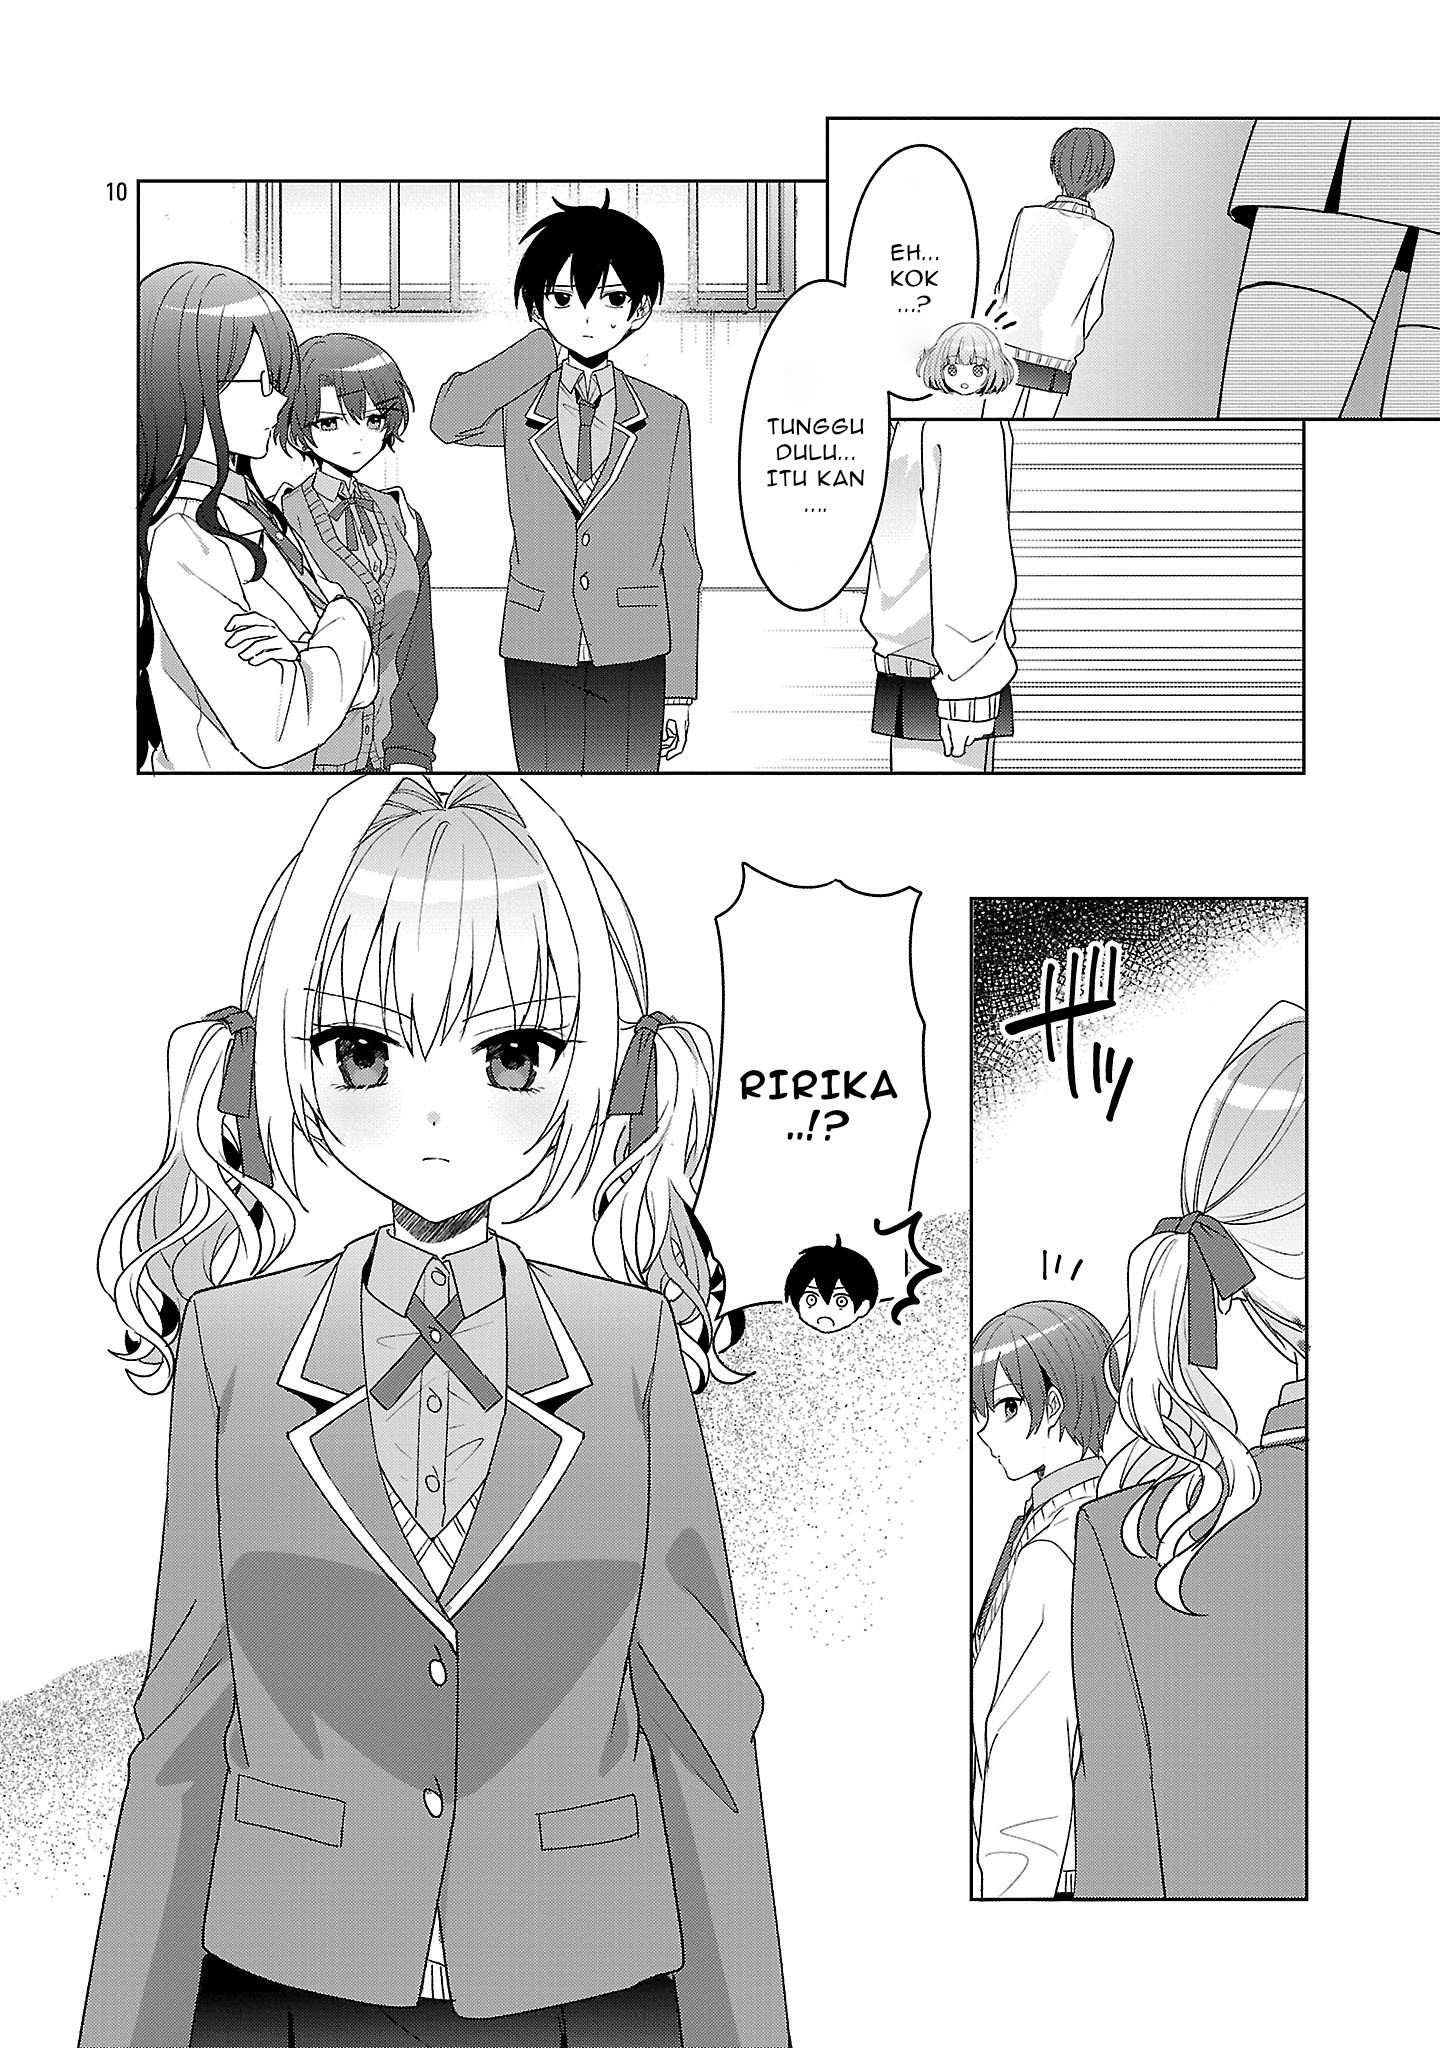 10
EH...
KOK
...?
TUNGGU
DULU...
ITU KAN
....
ザッ
RIRIKA
..!?